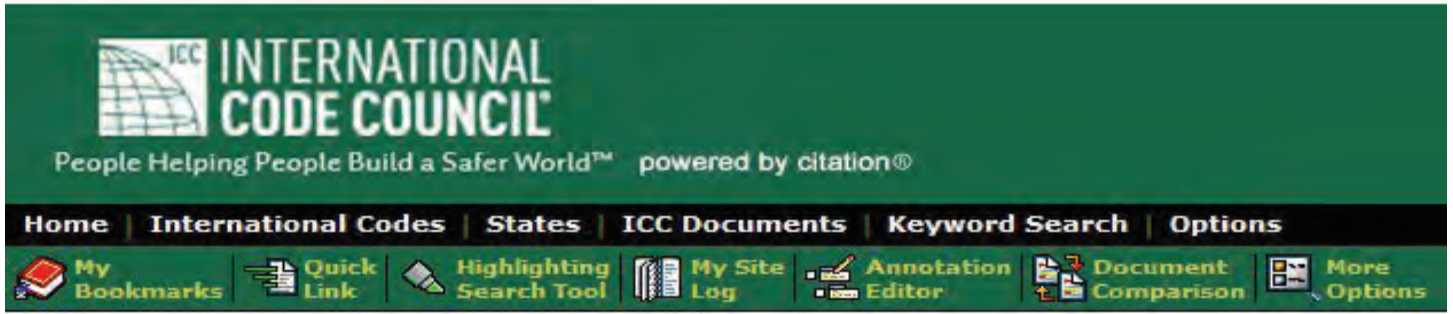 ICC INTERNATIONAL
CODE COUNCIL®
People Helping People Build a Safer World™ powered by citation®
Home | International Codes | States | ICC Documents | Keyword Search | Options
My Bookmarks | Quick Link | Highlighting Search Tool | My Site Log | Annotation Editor | Document Comparison | More Options